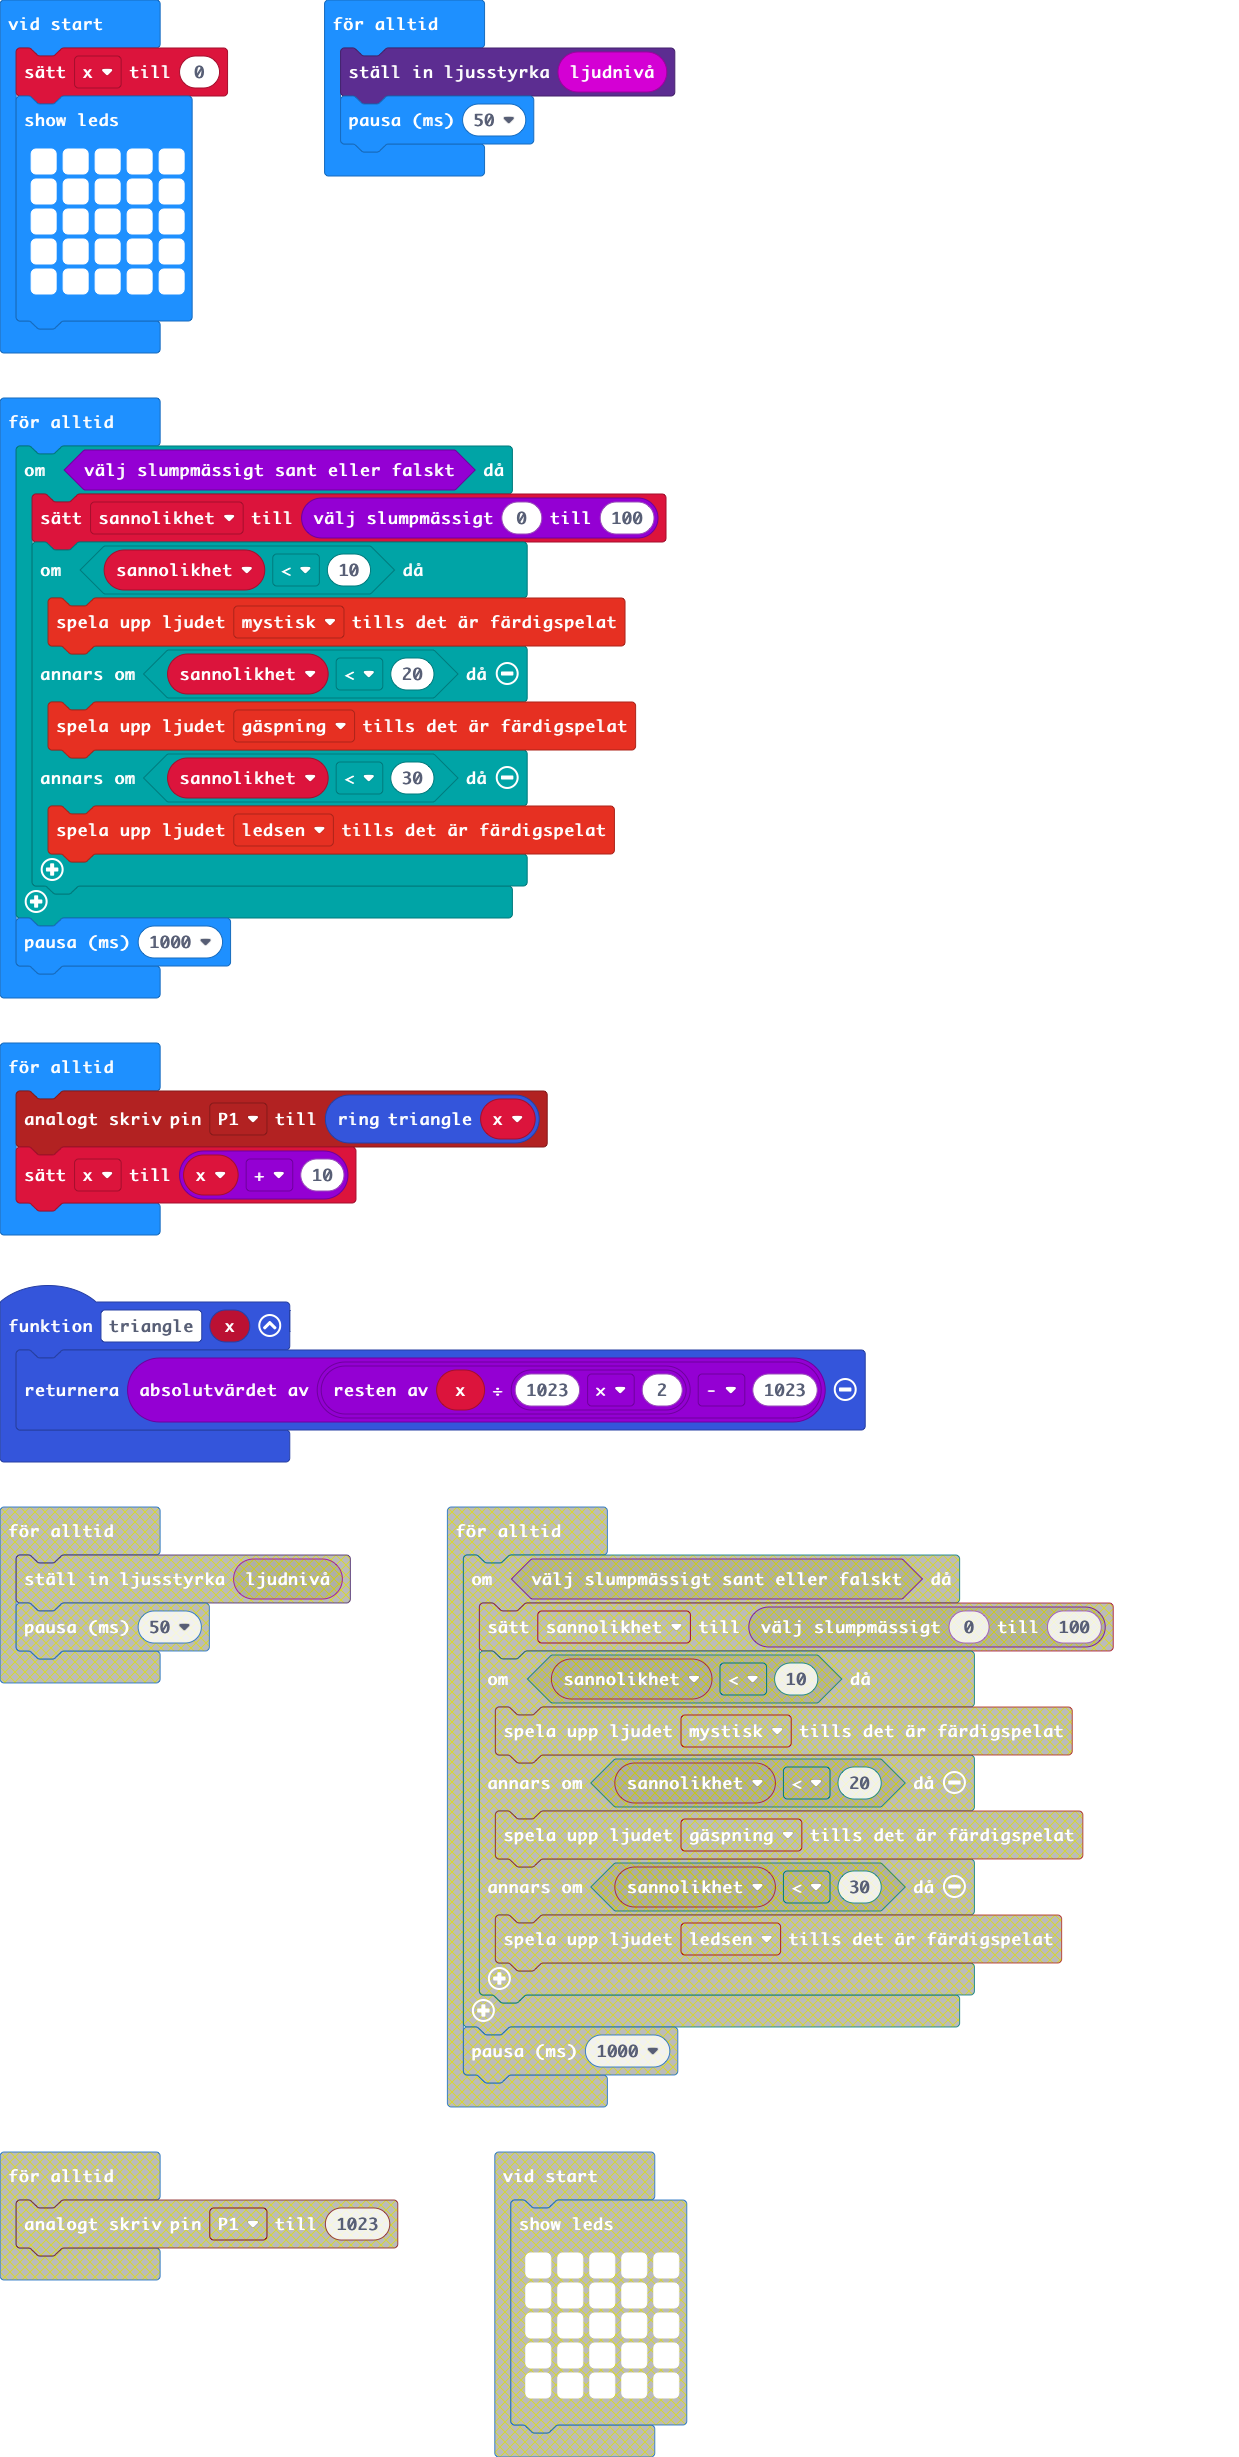 vid start
sätt x till 0
show leds
för alltid
ställ in ljusstyrka ljudnivå
pausa (ms) 50
för alltid
om välj slumpmässigt sant eller falskt då
sätt sannolikhet till välj slumpmässigt 0 till 100
om sannolikhet < 10 då
spela upp ljudet mystisk tills det är färdigspelat
annars om sannolikhet < 20 då
spela upp ljudet gäspning tills det är färdigspelat
annars om sannolikhet < 30 då
spela upp ljudet ledsen tills det är färdigspelat
pausa (ms) 1000
för alltid
analogt skriv pin P1 till ring triangle x
sätt x till x + 10
funktion triangle x
returnera absolutvärdet av resten av x ÷ 1023 × 2 - 1023
för alltid
ställ in ljusstyrka ljudnivå
pausa (ms) 50
för alltid
om välj slumpmässigt sant eller falskt då
sätt sannolikhet till välj slumpmässigt 0 till 100
om sannolikhet < 10 då
spela upp ljudet mystisk tills det är färdigspelat
annars om sannolikhet < 20 då
spela upp ljudet gäspning tills det är färdigspelat
annars om sannolikhet < 30 då
spela upp ljudet ledsen tills det är färdigspelat
pausa (ms) 1000
för alltid
analogt skriv pin P1 till 1023
vid start
show leds